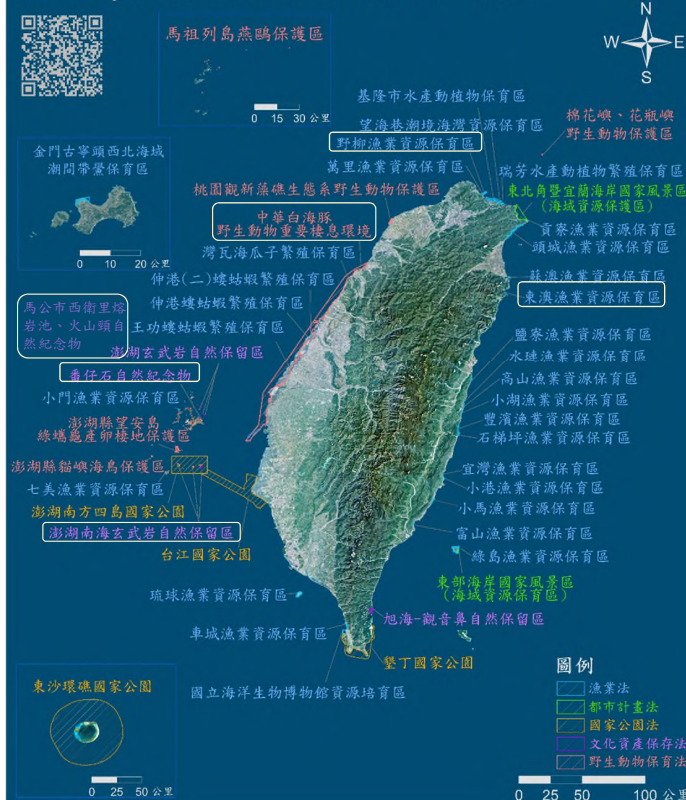 馬祖列島燕鷗保護區
0 15 30 公里
N
W E
S
基隆市水產動植物保育區
望海巷潮境海灣資源保育區
棉花嶼、花瓶嶼
野生動物保護區
野柳漁業資源保育區
金門古寧頭西北海域
潮間帶鱟保育區
0 10 20 公里
萬里漁業資源保育區
瑞芳水產動植物繁殖保育區
桃園觀新藻礁生態系野生動物保護區
東北角暨宜蘭海岸國家風景區
(海域資源保護區)
中華白海豚
野生動物重要棲息環境
貢寮漁業資源保育區
頭城漁業資源保育區
灣瓦海瓜子繁殖保育區
蘇澳漁業資源保育區
伸港(二)螻蛄蝦繁殖保育區
東澳漁業資源保育區
伸港螻蛄蝦繁殖保育區
馬公市西衛里熔
岩池、火山頸自
然紀念物
王功螻蛄蝦繁殖保育區
鹽寮漁業資源保育區
澎湖玄武岩自然保留區
水璉漁業資源保育區
番仔石自然紀念物
高山漁業資源保育區
小門漁業資源保育區
小湖漁業資源保育區
澎湖縣望安島
綠蠵龜產卵棲地保護區
豐濱漁業資源保育區
石梯坪漁業資源保育區
澎湖縣貓嶼海鳥保護區
宜灣漁業資源保育區
七美漁業資源保育區
小港漁業資源保育區
澎湖南方四島國家公園
小馬漁業資源保育區
澎湖南海玄武岩自然保留區
富山漁業資源保育區
台江國家公園
綠島漁業資源保育區
東部海岸國家風景區
(海域資源保育區)
琉球漁業資源保育區
旭海-觀音鼻自然保留區
車城漁業資源保育區
墾丁國家公園
國立海洋生物博物館資源培育區
東沙環礁國家公園
0 25 50 公里
圖例
漁業法
都市計畫法
國家公園法
文化資產保存法
野生動物保育法
0 25 50 100 公里